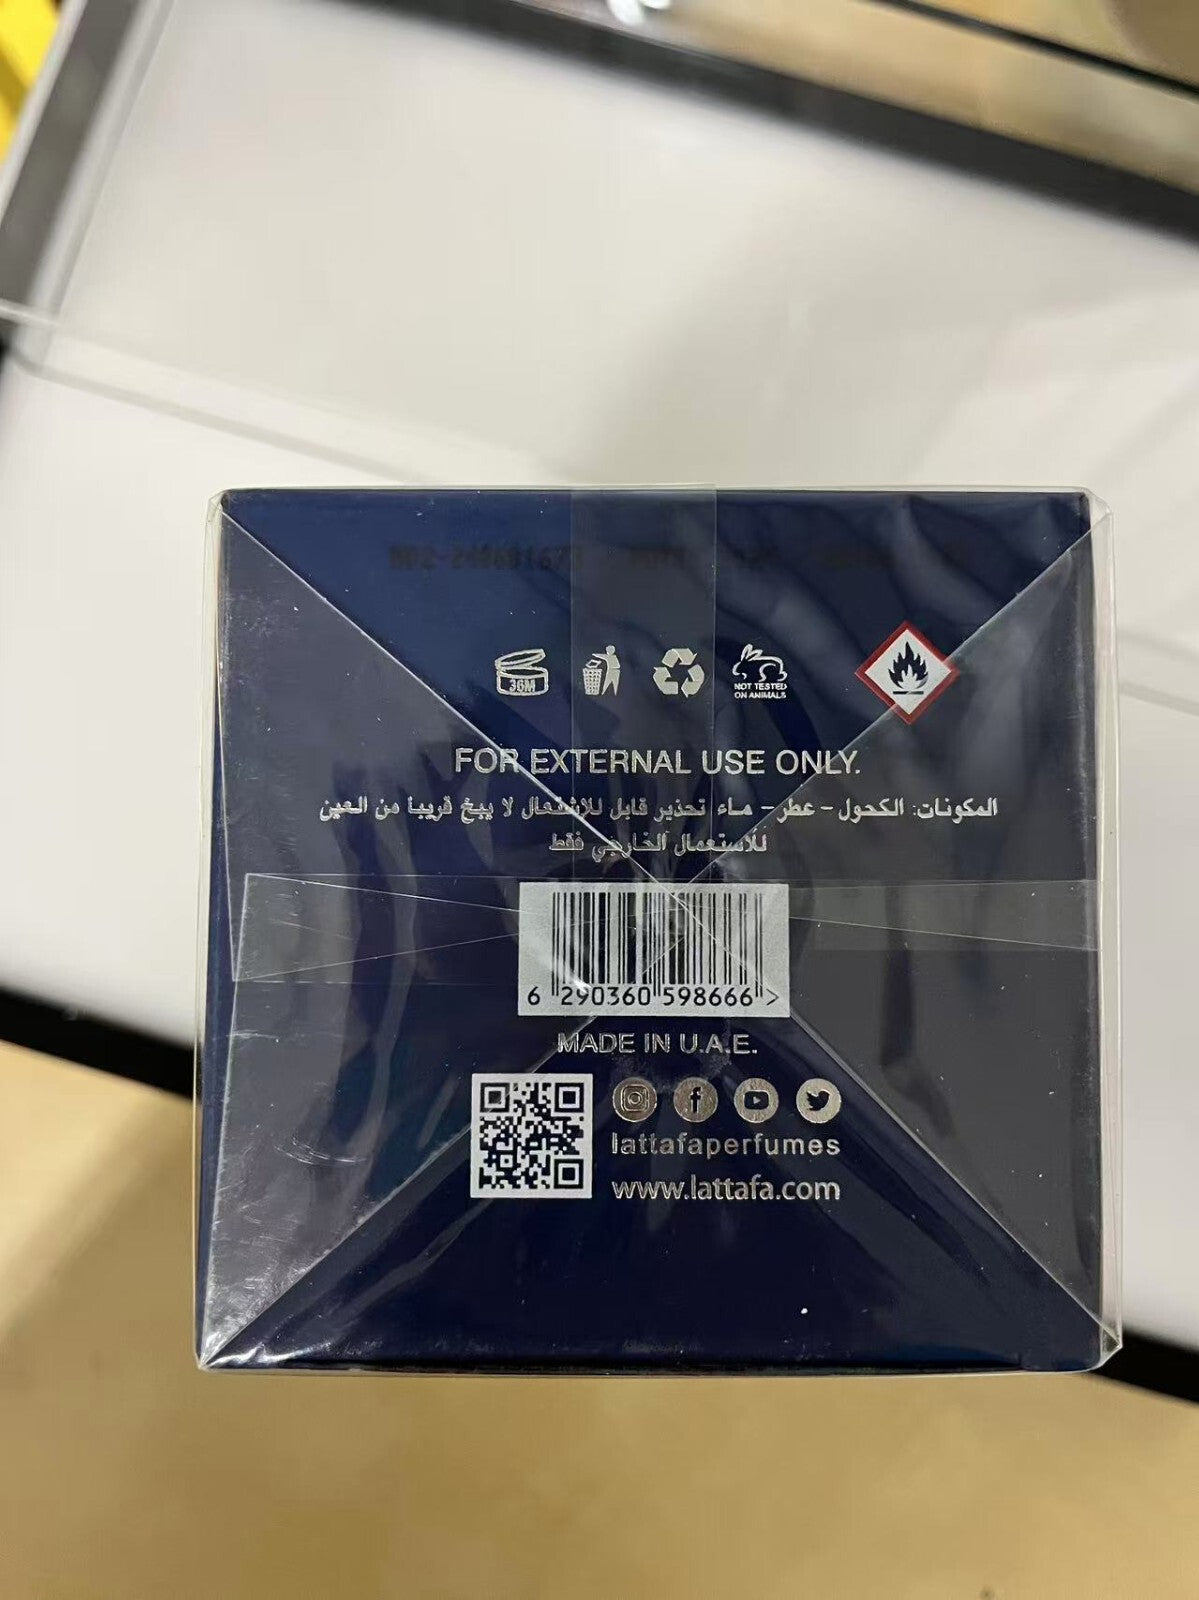 36M
NOT TESTED
ON ANIMALS
FOR EXTERNAL USE ONLY.
المكونات: الكحول - عطر - ماء تحذير قابل للاشتعال لا يبخ قريبا من العين
للاستعمال الخارجي فقط
6 290360 598666 >
MADE IN U.A.E.
lattafaperfumes
www.lattafa.com